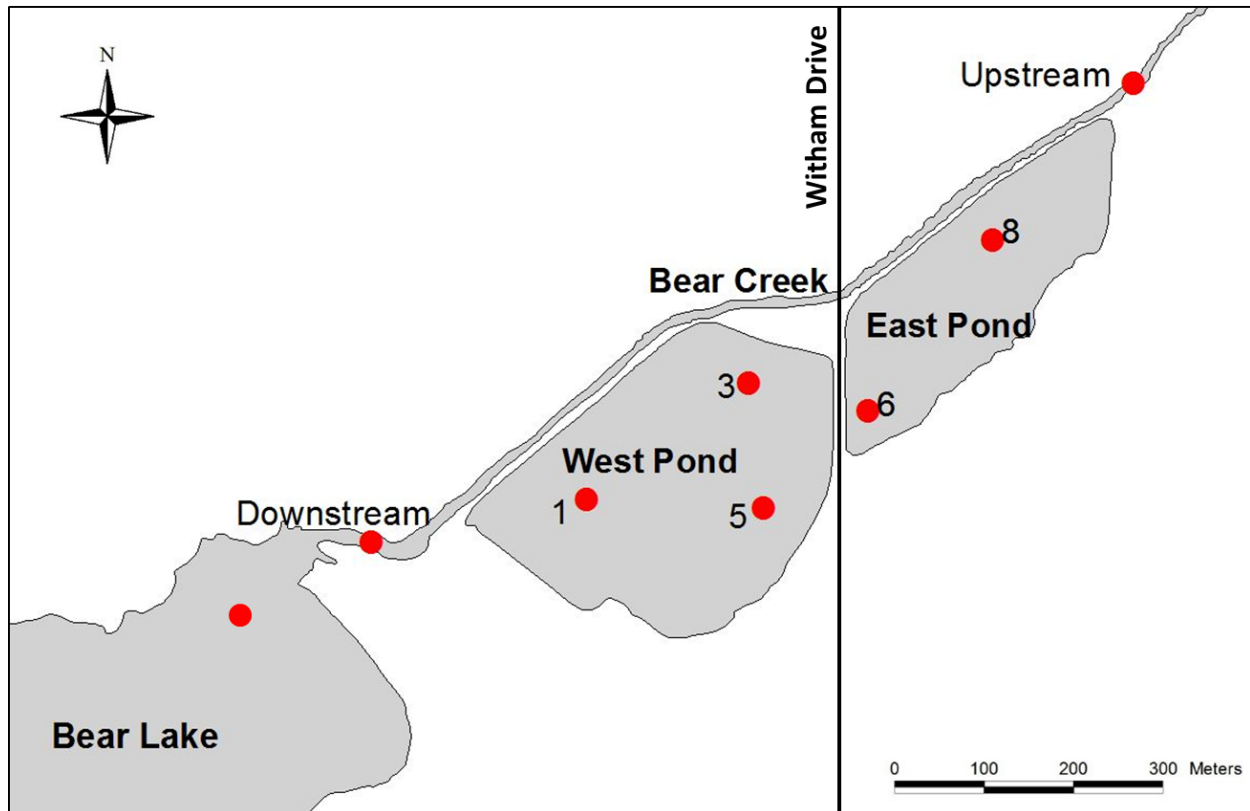 N
Witham Drive
Upstream
8
Bear Creek
East Pond
3
6
West Pond
1
5
Downstream
Bear Lake
0 100 200 300 Meters